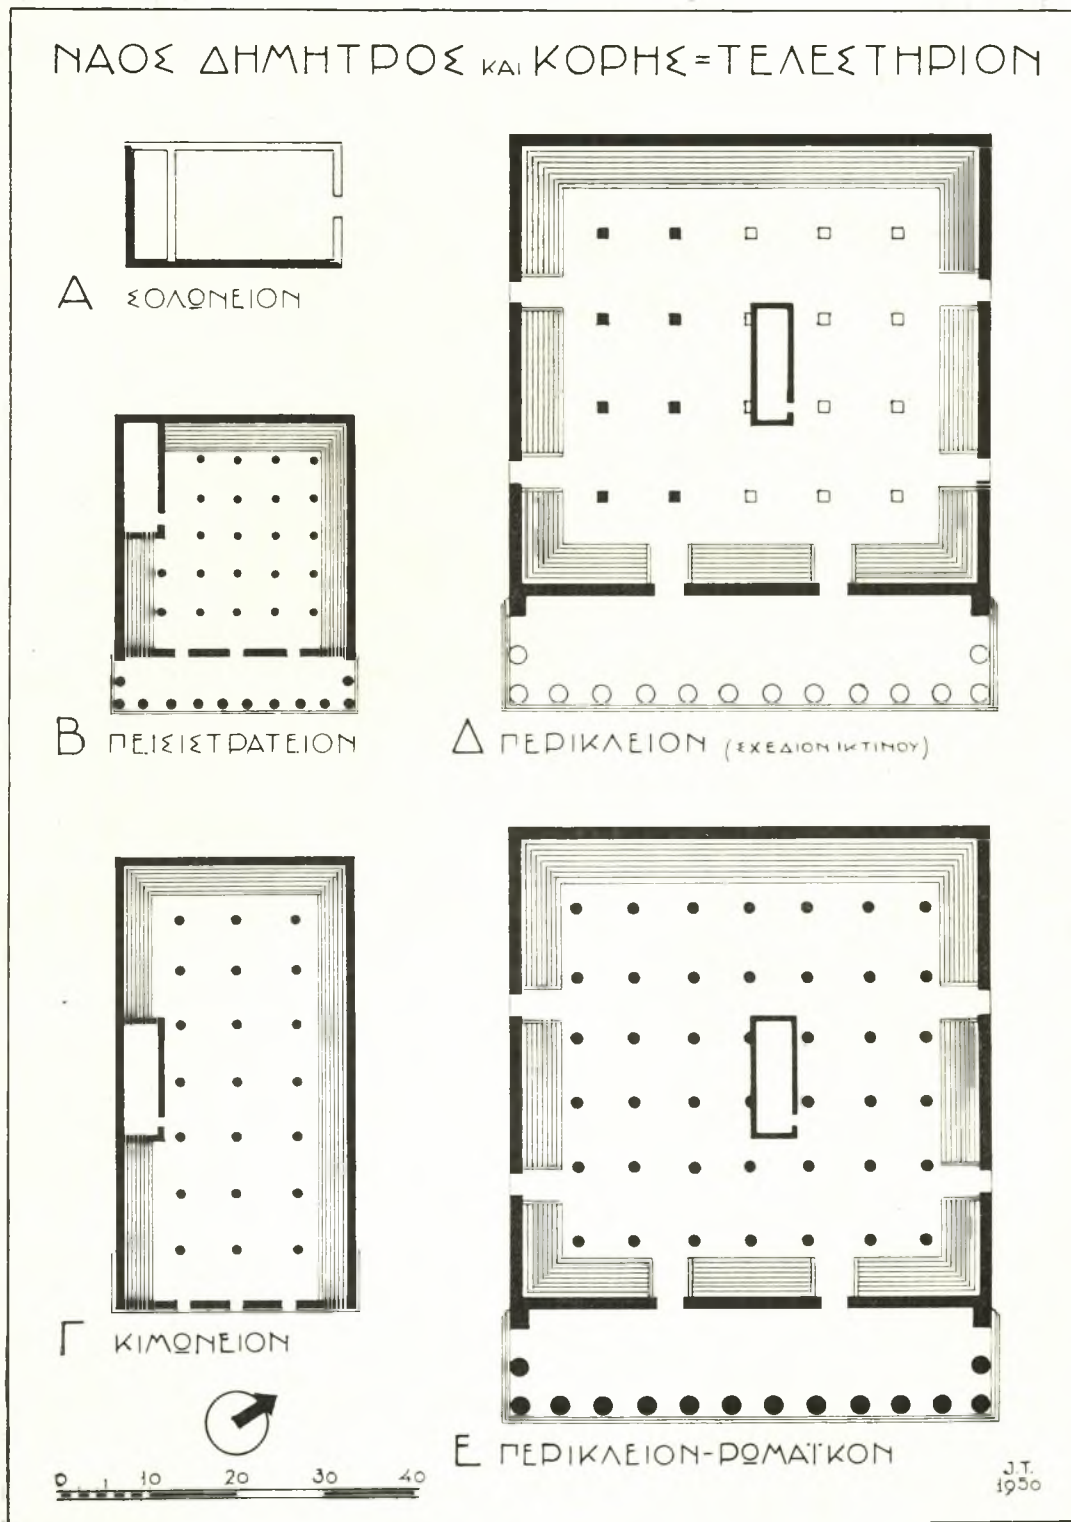 ΝΑΟΣ ΔΗΜΗΤΡΟΣ ΚΑΙ ΚΟΡΗΣ=ΤΕΛΕΣΤΗΡΙΟΝ
Α ΣΟΛΩΝΕΙΟΝ
Β ΠΕΙΣΙΣΤΡΑΤΕΙΟΝ
Δ ΠΕΡΙΚΛΕΙΟΝ (ΣΧΕΔΙΟΝ ΙΚΤΙΝΟΥ)
Γ ΚΙΜΩΝΕΙΟΝ
Ε ΠΕΡΙΚΛΕΙΟΝ-ΡΩΜΑΪΚΟΝ
0 10 20 30 40
J.T.
1950